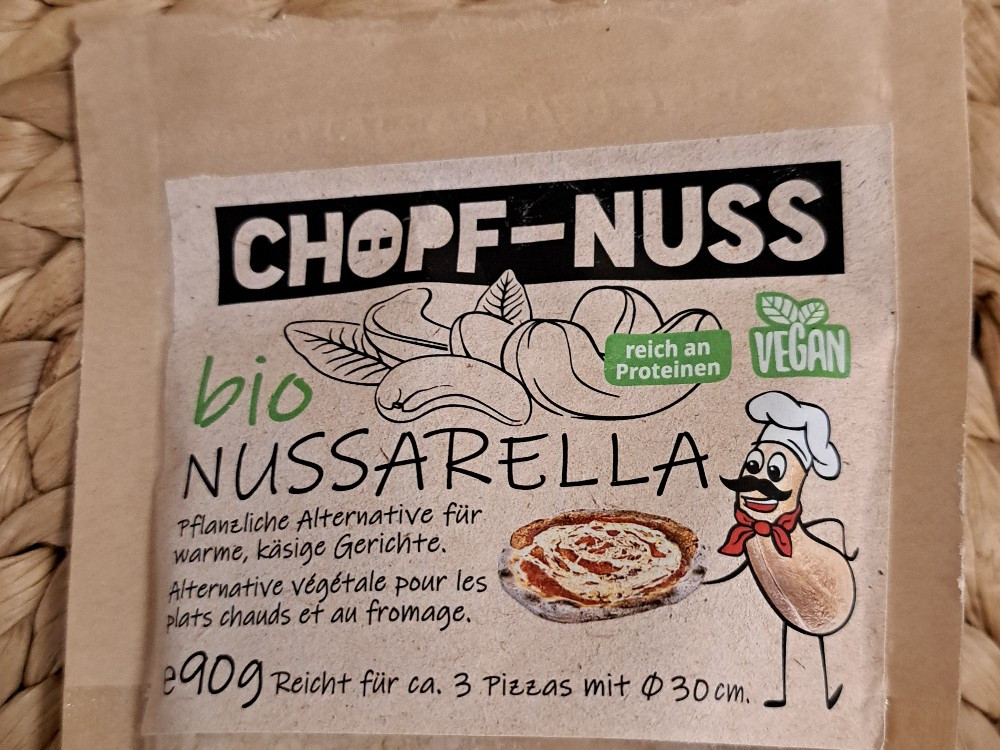 CHOPF-NUSS
bio
reich an
Proteinen
VEGAN
NUSSARELLA
Pflanzliche Alternative für
warme, käsige Gerichte.
Alternative végétale pour les
plats chauds et au fromage.
e90g Reicht für ca. 3 Pizzas mit Ø 30 cm.